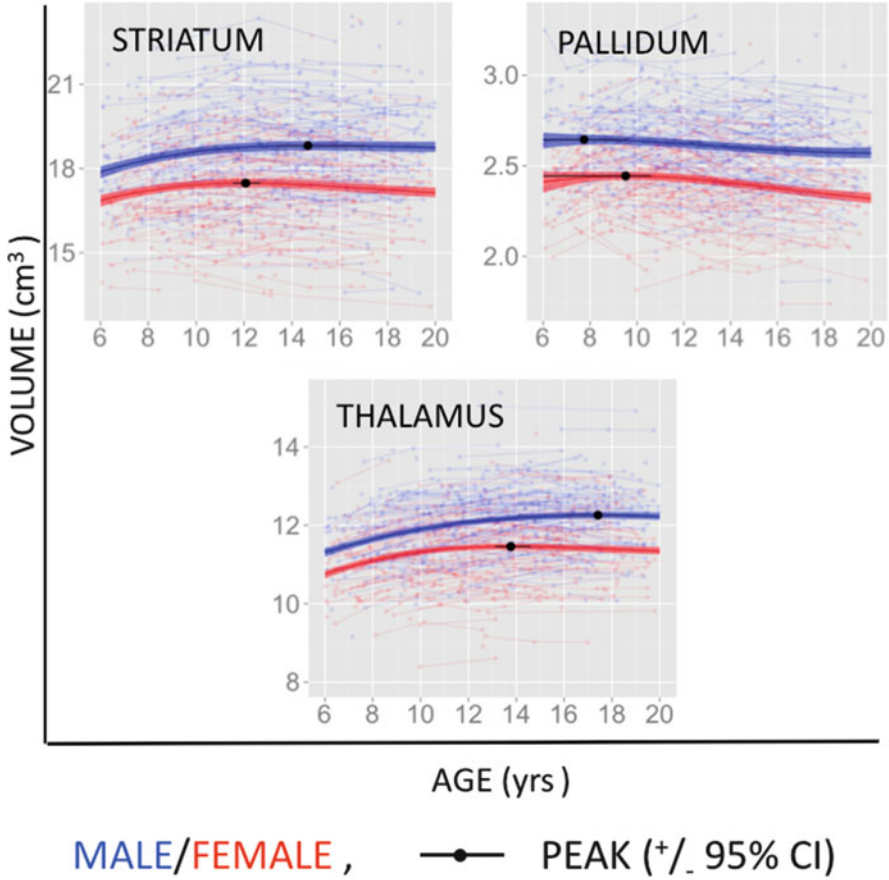 STRIATUM
21
18
15
6 8 10 12 14 16 18 20
PALLIDUM
3.0
2.5
2.0
6 8 10 12 14 16 18 20
THALAMUS
14
12
10
8
6 8 10 12 14 16 18 20
VOLUME (cm³)
AGE (yrs)
MALE/FEMALE , PEAK (⁺/₋ 95% CI)